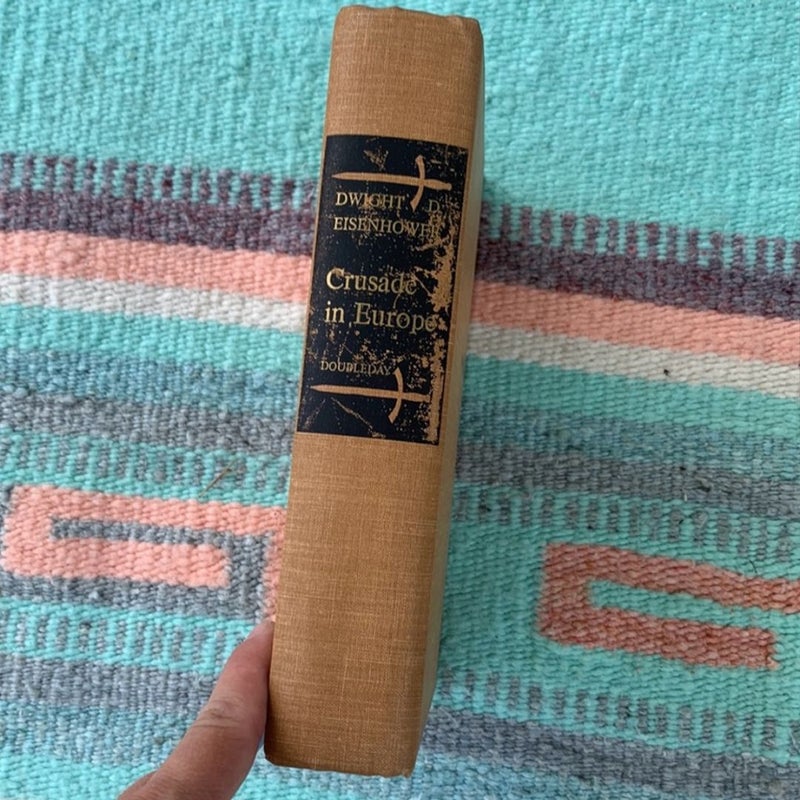 DWIGHT D.
EISENHOWER
Crusade
in Europe
DOUBLEDAY